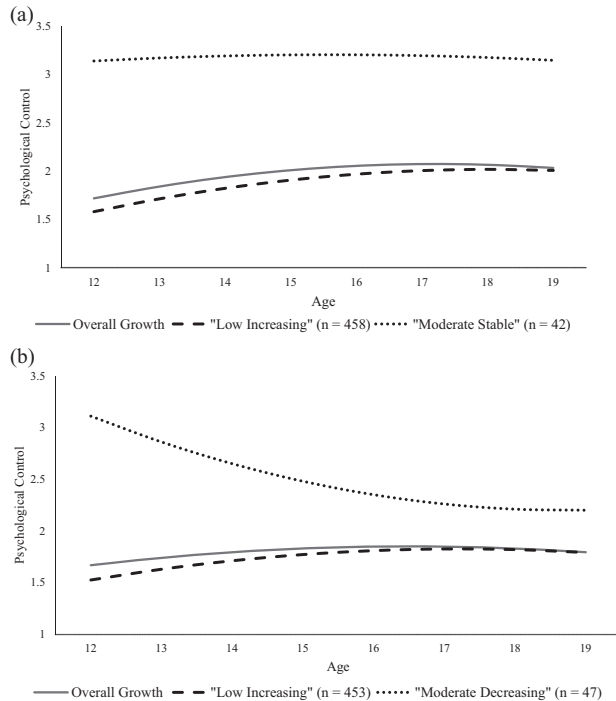 (a)
3.5
3
2.5
2
1.5
1
Psychological Control
12 13 14 15 16 17 18 19
Age
Overall Growth "Low Increasing" (n = 458) "Moderate Stable" (n = 42)
(b)
3.5
3
2.5
2
1.5
1
Psychological Control
12 13 14 15 16 17 18 19
Age
Overall Growth "Low Increasing" (n = 453) "Moderate Decreasing" (n = 47)